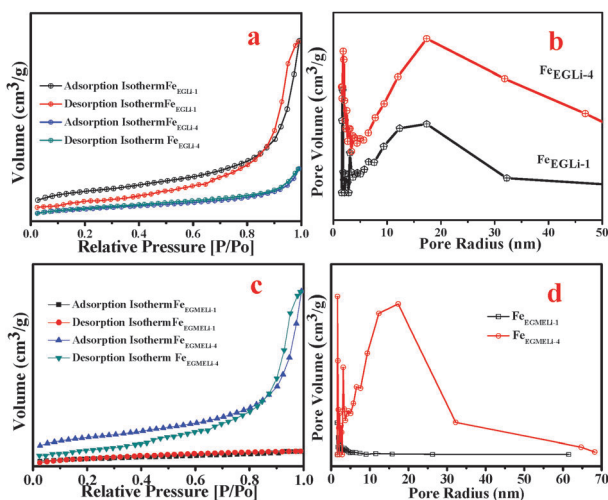 a
Volume (cm³/g)
Adsorption IsothermFeEGLi-1
Desorption IsothermFeEGLi-1
Adsorption Isotherm FeEGLi-4
Desorption Isotherm FeEGLi-4
0.0 0.2 0.4 0.6 0.8 1.0
Relative Pressure [P/Po]
b
Pore Volume (cm³/g)
FeEGLi-4
FeEGLi-1
0 10 20 30 40 50
Pore Radius (nm)
c
Volume (cm³/g)
Adsorption IsothermFeEGMELi-1
Desorption IsothermFeEGMELi-1
Adsorption IsothermFeEGMELi-4
Desorption Isotherm FeEGMELi-4
0.0 0.2 0.4 0.6 0.8 1.0
Relative Pressure [P/Po]
d
Pore Volume (cm³/g)
FeEGMELi-1
FeEGMELi-4
0 10 20 30 40 50 60 70
Pore Radius (nm)